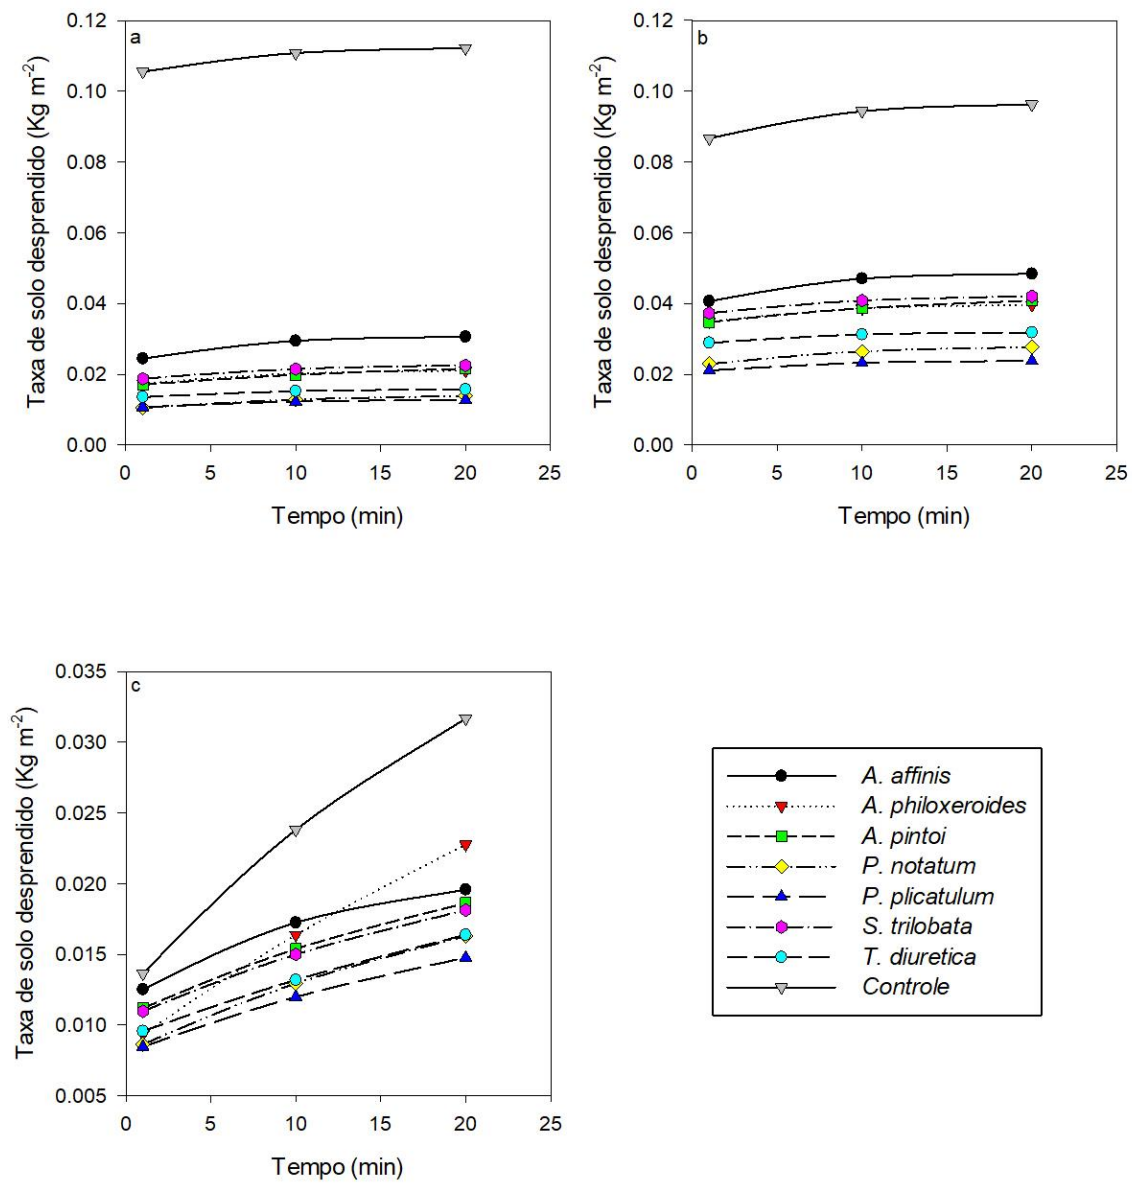 a
Taxa de solo desprendido (Kg m-2)
0.12
0.10
0.08
0.06
0.04
0.02
0.00
0 5 10 15 20 25
Tempo (min)
b
Taxa de solo desprendido (Kg m-2)
0.12
0.10
0.08
0.06
0.04
0.02
0.00
0 5 10 15 20 25
Tempo (min)
c
Taxa de solo desprendido (Kg m-2)
0.035
0.030
0.025
0.020
0.015
0.010
0.005
0 5 10 15 20 25
Tempo (min)
A. affinis
A. philoxeroides
A. pintoi
P. notatum
P. plicatulum
S. trilobata
T. diuretica
Controle